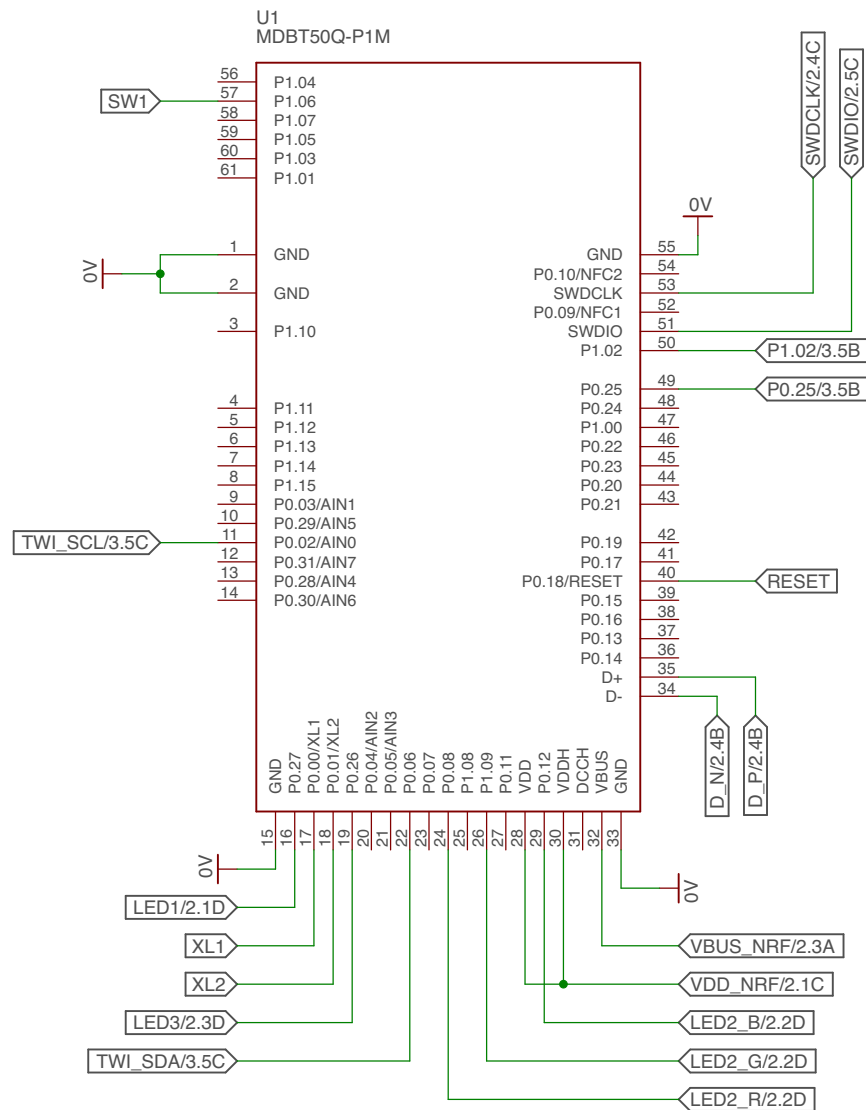 U1
MDBT50Q-P1M
SWDCLK/2.4C
SWDIO/2.5C
56 P1.04
SW1 57 P1.06
58 P1.07
59 P1.05
60 P1.03
61 P1.01
0V
0V
1 GND
2 GND
3 P1.10
4 P1.11
5 P1.12
6 P1.13
7 P1.14
8 P1.15
9 P0.03/AIN1
10 P0.29/AIN5
TWI_SCL/3.5C 11 P0.02/AIN0
12 P0.31/AIN7
13 P0.28/AIN4
14 P0.30/AIN6
GND 55
P0.10/NFC2 54
SWDCLK 53
P0.09/NFC1 52
SWDIO 51
P1.02 50 P1.02/3.5B
P0.25 49 P0.25/3.5B
P0.24 48
P1.00 47
P0.22 46
P0.23 45
P0.20 44
P0.21 43
P0.19 42
P0.17 41
P0.18/RESET 40 RESET
P0.15 39
P0.16 38
P0.13 37
P0.14 36
D+ 35
D- 34
D_N/2.4B
D_P/2.4B
GND 15
P0.27 16
P0.00/XL1 17
P0.01/XL2 18
P0.26 19
P0.04/AIN2 20
P0.05/AIN3 21
P0.06 22
P0.07 23
P0.08 24
P1.08 25
P1.09 26
P0.11 27
VDD 28
P0.12 29
VDDH 30
DCCH 31
VBUS 32
GND 33
0V
0V
LED1/2.1D
XL1
XL2
LED3/2.3D
TWI_SDA/3.5C
VBUS_NRF/2.3A
VDD_NRF/2.1C
LED2_B/2.2D
LED2_G/2.2D
LED2_R/2.2D